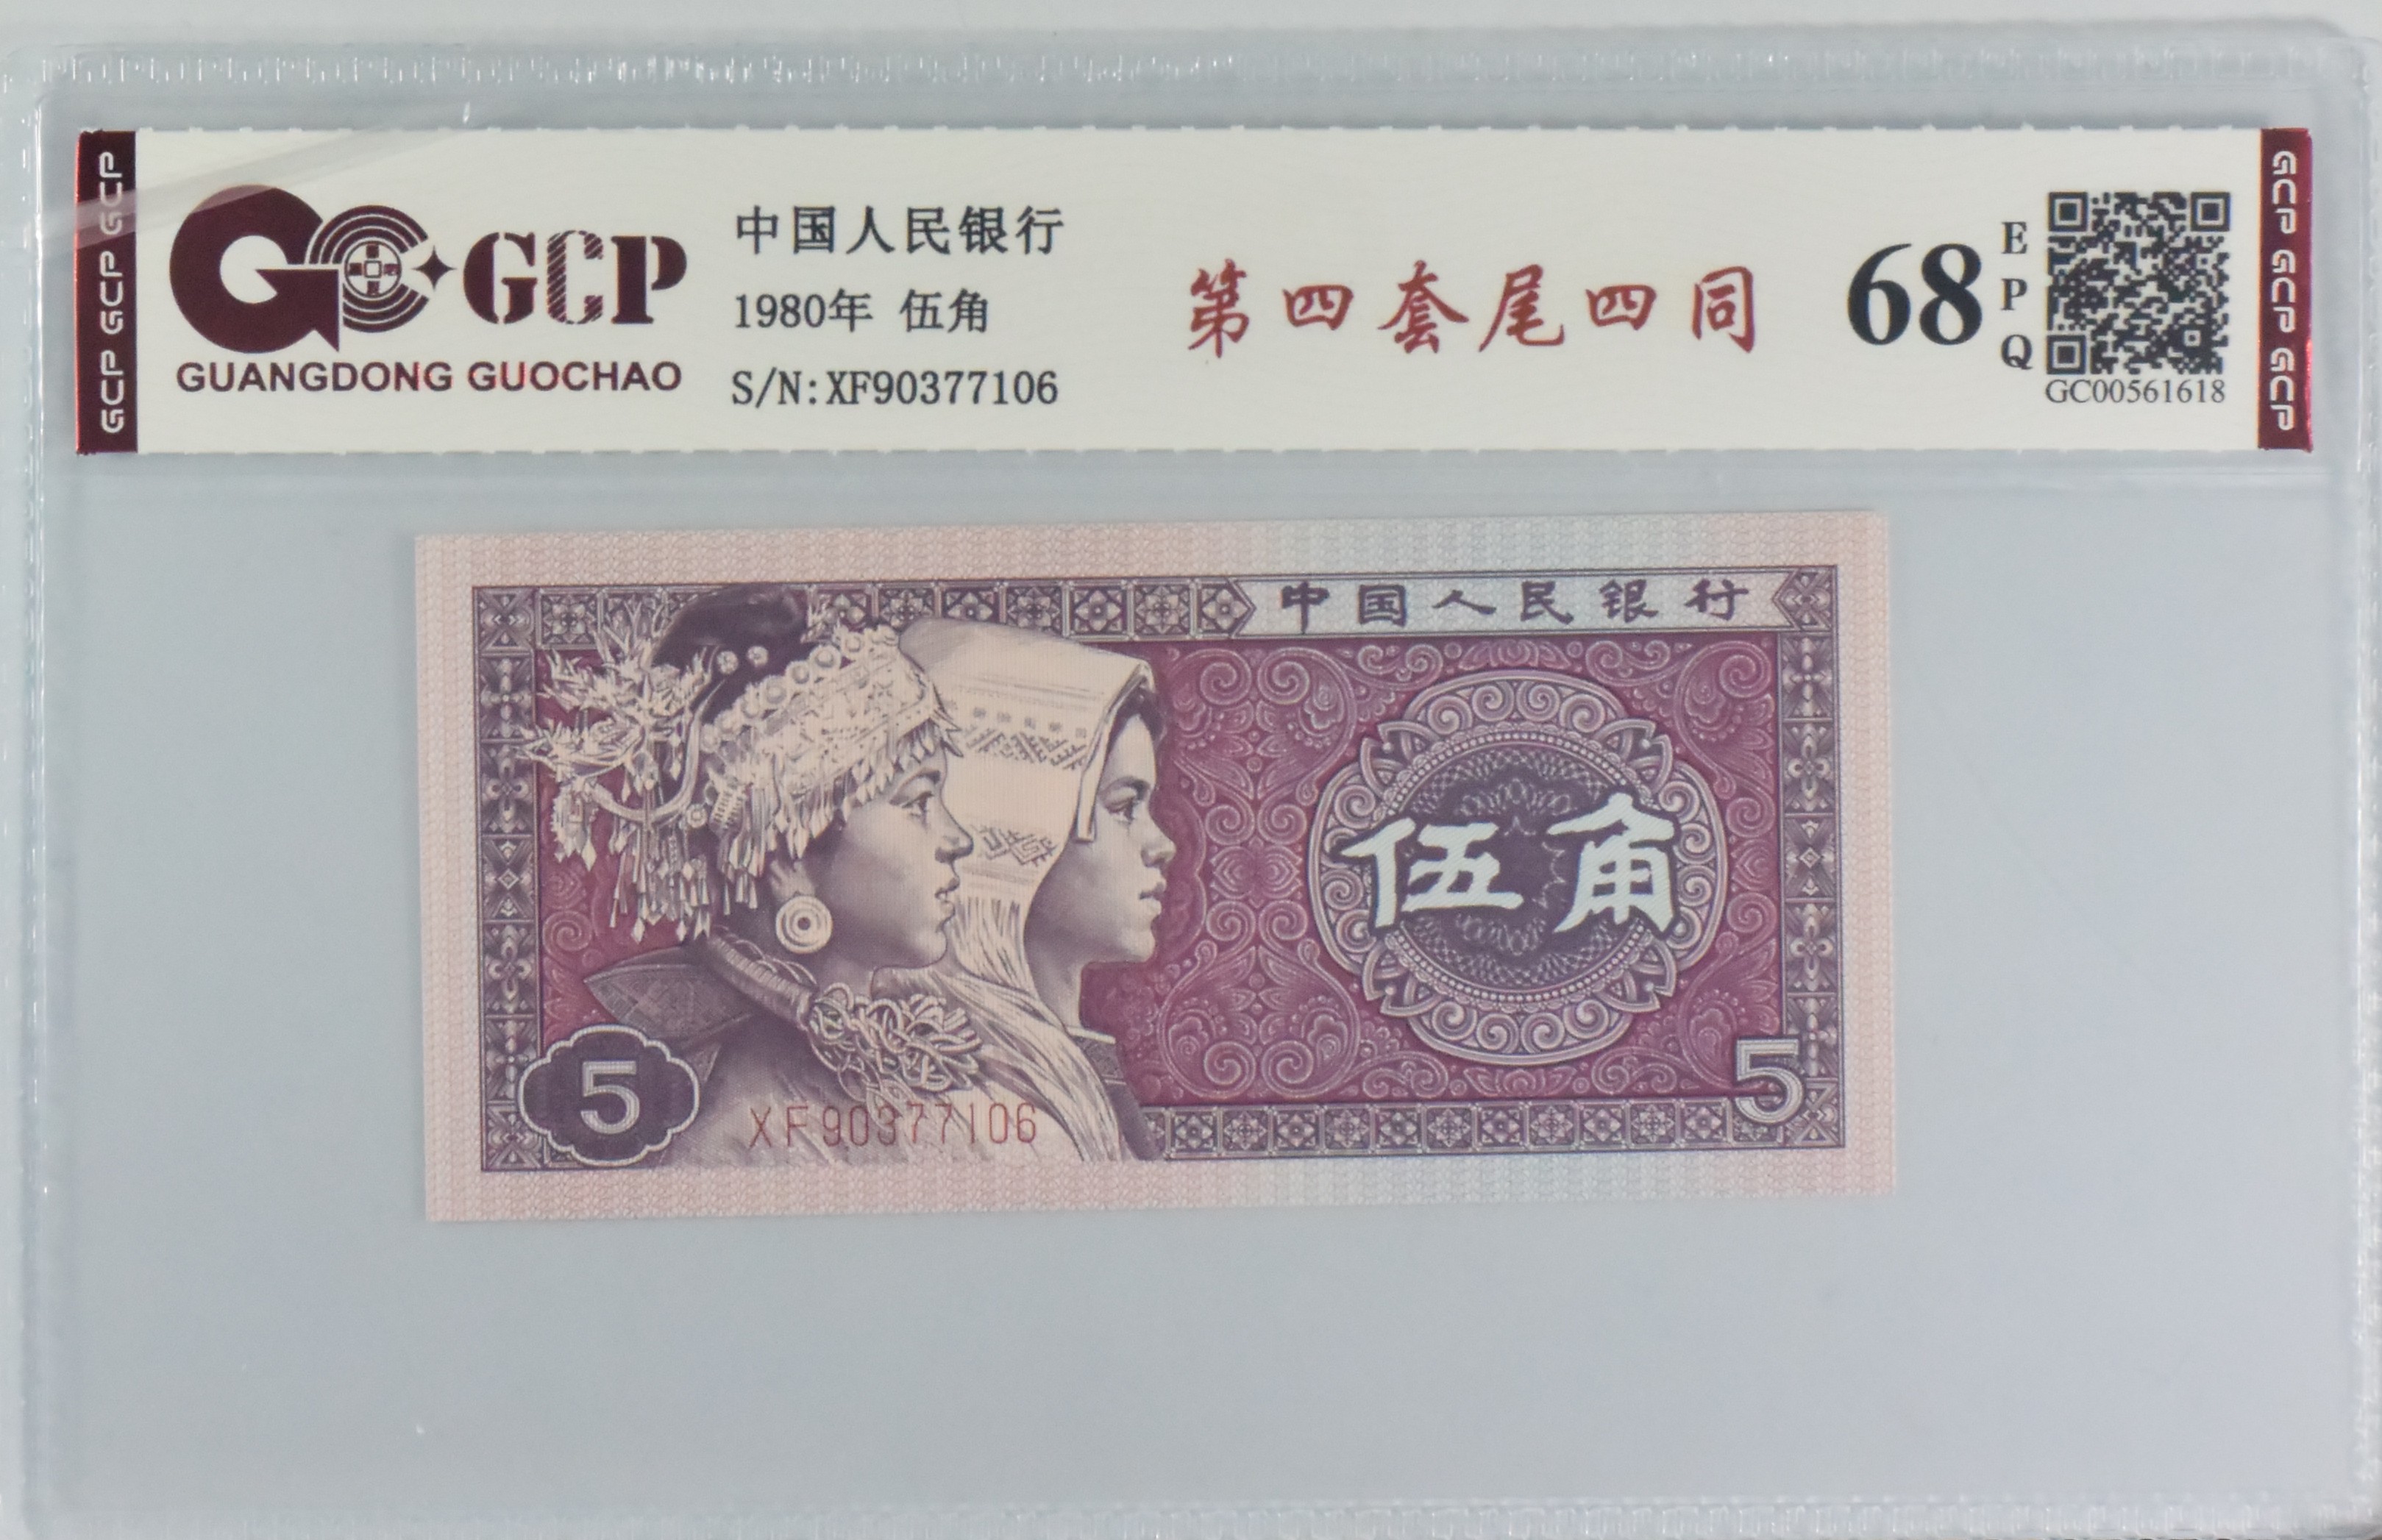 GCP GCP GCP
GCP
GUANGDONG GUOCHAO
中国人民银行
1980年 伍角
S/N:XF90377106
第四套尾四同
68
EPQ
GC00561618
GCP GCP GCP
中国人民银行
伍角
5
5
XF90377106